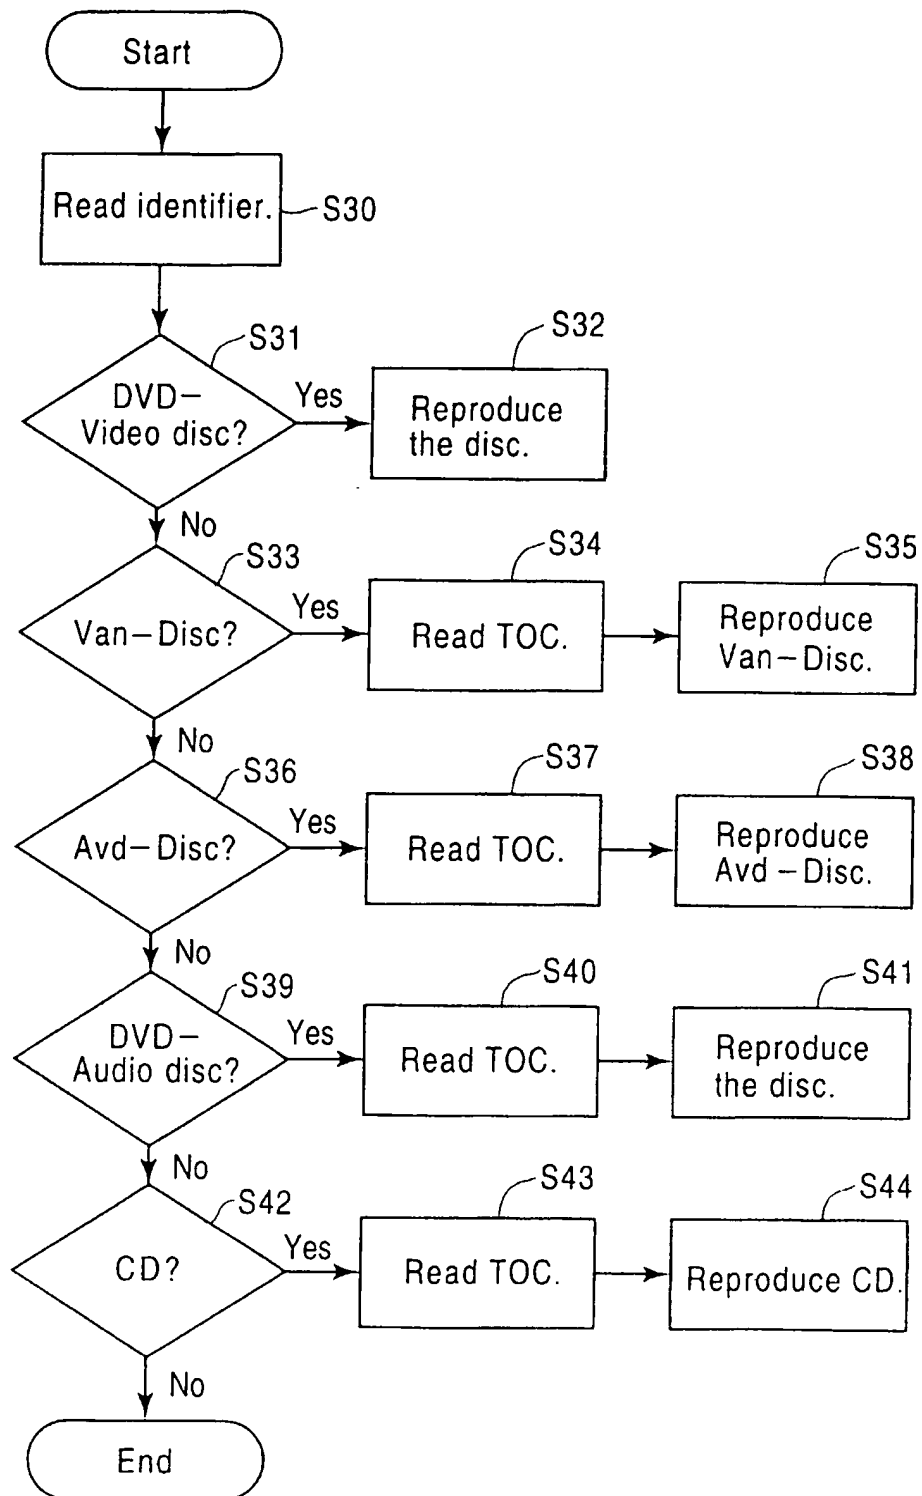 Start
Read identifier.
S30
S31
DVD–
Video disc?
Yes
S32
Reproduce
the disc.
No
S33
Van–Disc?
Yes
S34
Read TOC.
S35
Reproduce
Van–Disc.
No
S36
Avd–Disc?
Yes
S37
Read TOC.
S38
Reproduce
Avd –Disc.
No
S39
DVD–
Audio disc?
Yes
S40
Read TOC.
S41
Reproduce
the disc.
No
S42
CD?
Yes
S43
Read TOC.
S44
Reproduce CD.
No
End